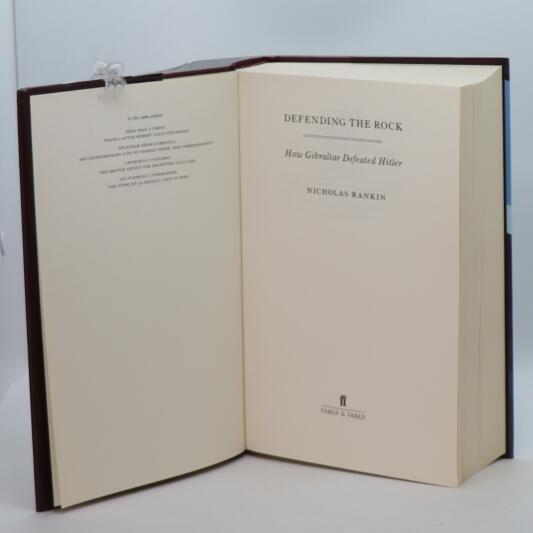 by the same author
DEAD MAN'S CHEST
TRAVELS AFTER ROBERT LOUIS STEVENSON
TELEGRAM FROM GUERNICA
THE EXTRAORDINARY LIFE OF GEORGE STEER, WAR CORRESPONDENT
CHURCHILL'S WIZARDS
THE BRITISH GENIUS FOR DECEPTION 1914–1945
IAN FLEMING'S COMMANDOS
THE STORY OF 30 ASSAULT UNIT IN WWII
DEFENDING THE ROCK
How Gibraltar Defeated Hitler
NICHOLAS RANKIN
ff
FABER & FABER